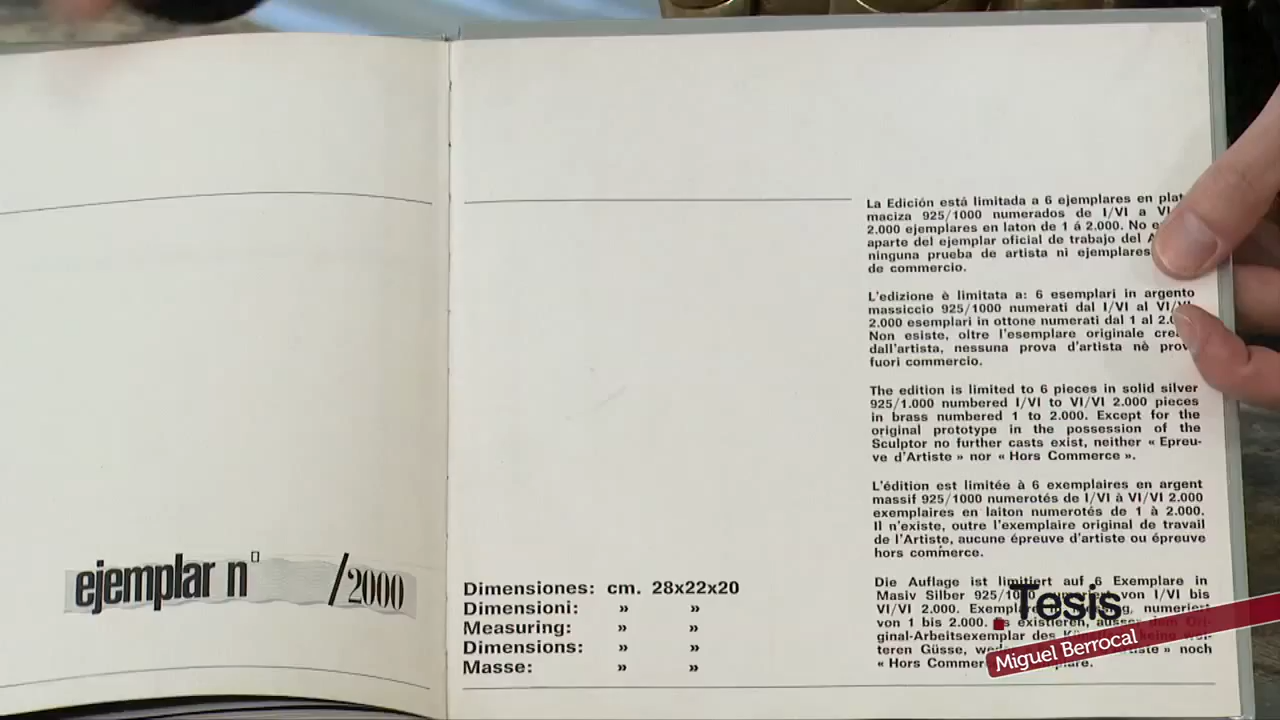 ejemplar nº /2000
Dimensiones: cm. 28x22x20
Dimensioni: » »
Measuring: » »
Dimensions: » »
Masse: » »
La Edición está limitada a 6 ejemplares en
maciza 925/1000 numerados de I/VI a
2.000 ejemplares en laton de 1 á 2.000. No
aparte del ejemplar oficial de trabajo del
ninguna prueba de artista ni ejemplares
de commercio.
L'edizione è limitata a: 6 esemplari in argento
massiccio 925/1000 numerati dal I/VI al VI/VI
2.000 esemplari in ottone numerati dal 1 al
Non esiste, oltre l'esemplare originale
dall'artista, nessuna prova d'artista nè
fuori commercio.
The edition is limited to 6 pieces in solid silver
925/1.000 numbered I/VI to VI/VI 2.000 pieces
in brass numbered 1 to 2.000. Except for the
original prototype in the possession of the
Sculptor no further casts exist, neither « Epreu-
ve d'Artiste » nor « Hors Commerce ».
L'édition est limitée à 6 exemplaires en argent
massif 925/1000 numerotés de I/VI à VI/VI 2.000
exemplaires en laiton numerotés de 1 à 2.000.
Il n'existe, outre l'exemplaire original de travail
de l'Artiste, aucune épreuve d'artiste ou épreuve
hors commerce.
Die Auflage ist limitiert auf 6 Exemplare in
Masiv Silber von I/VI bis
VI/VI 2.000. numeriert
von 1 bis 2.000. existieren,
ginal-Arbeitsexemplar des
teren Güsse, » noch
« Hors
Tesis
Miguel Berrocal